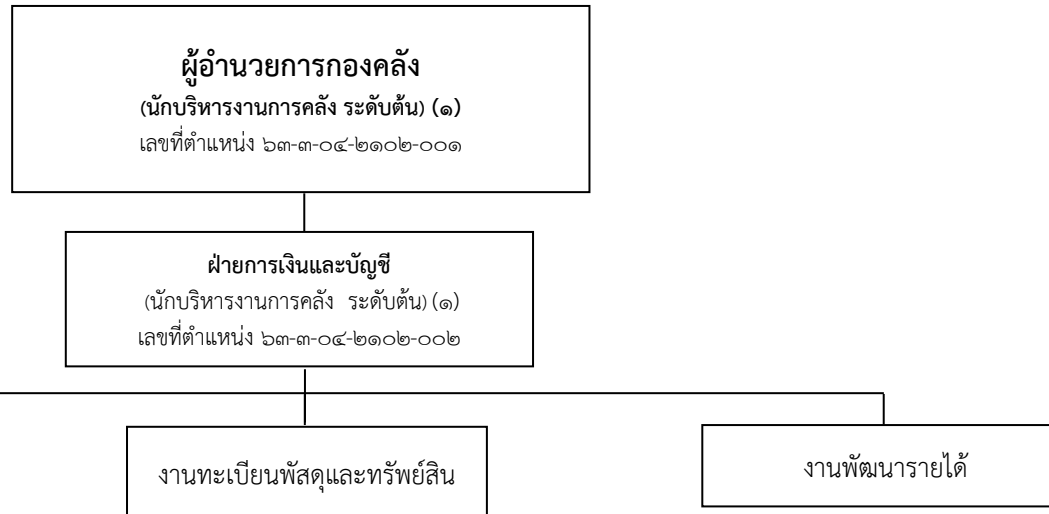 ผู้อำนวยการกองคลัง
(นักบริหารงานการคลัง ระดับต้น) (๑)
เลขที่ตำแหน่ง ๖๓-๓-๐๔-๒๑๐๒-๐๐๑
ฝ่ายการเงินและบัญชี
(นักบริหารงานการคลัง ระดับต้น) (๑)
เลขที่ตำแหน่ง ๖๓-๓-๐๔-๒๑๐๒-๐๐๒
งานทะเบียนพัสดุและทรัพย์สิน
งานพัฒนารายได้